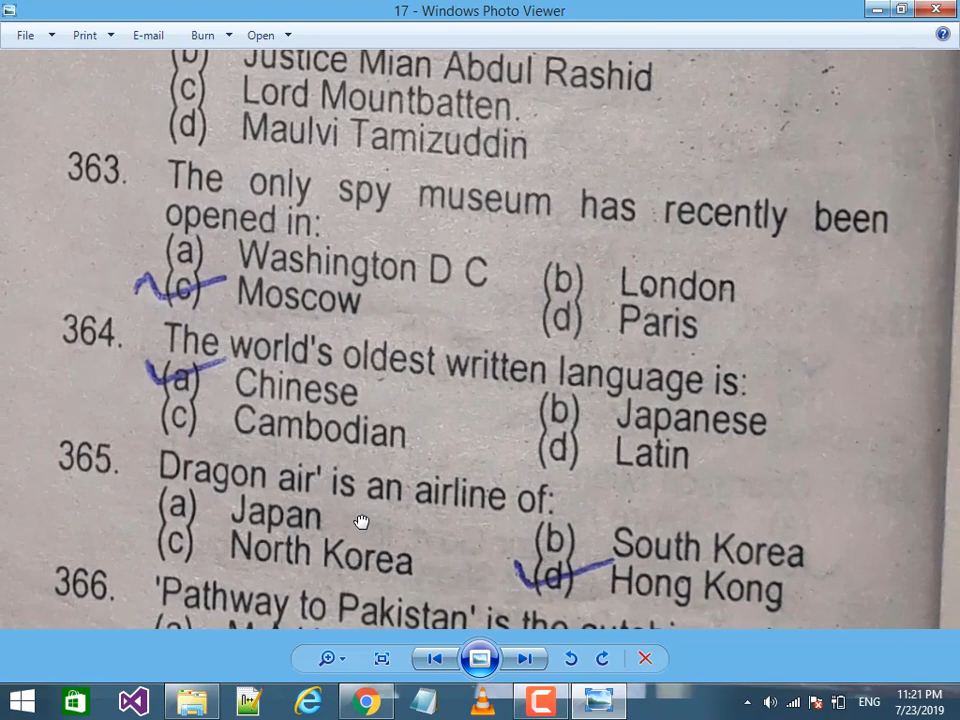 17 - Windows Photo Viewer
File Print E-mail Burn Open
(b) Justice Mian Abdul Rashid
(c) Lord Mountbatten.
(d) Maulvi Tamizuddin
363. The only spy museum has recently been
opened in:
(a) Washington D C (b) London
(c) Moscow (d) Paris
364. The world's oldest written language is:
(a) Chinese (b) Japanese
(c) Cambodian (d) Latin
365. Dragon air' is an airline of:
(a) Japan (b) South Korea
(c) North Korea (d) Hong Kong
366. 'Pathway to Pakistan' is the
ENG 11:21 PM
7/23/2019